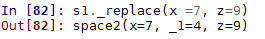 In [82]: s1._replace(x =7, z=9)
Out[82]: space2(x=7, _1=4, z=9)